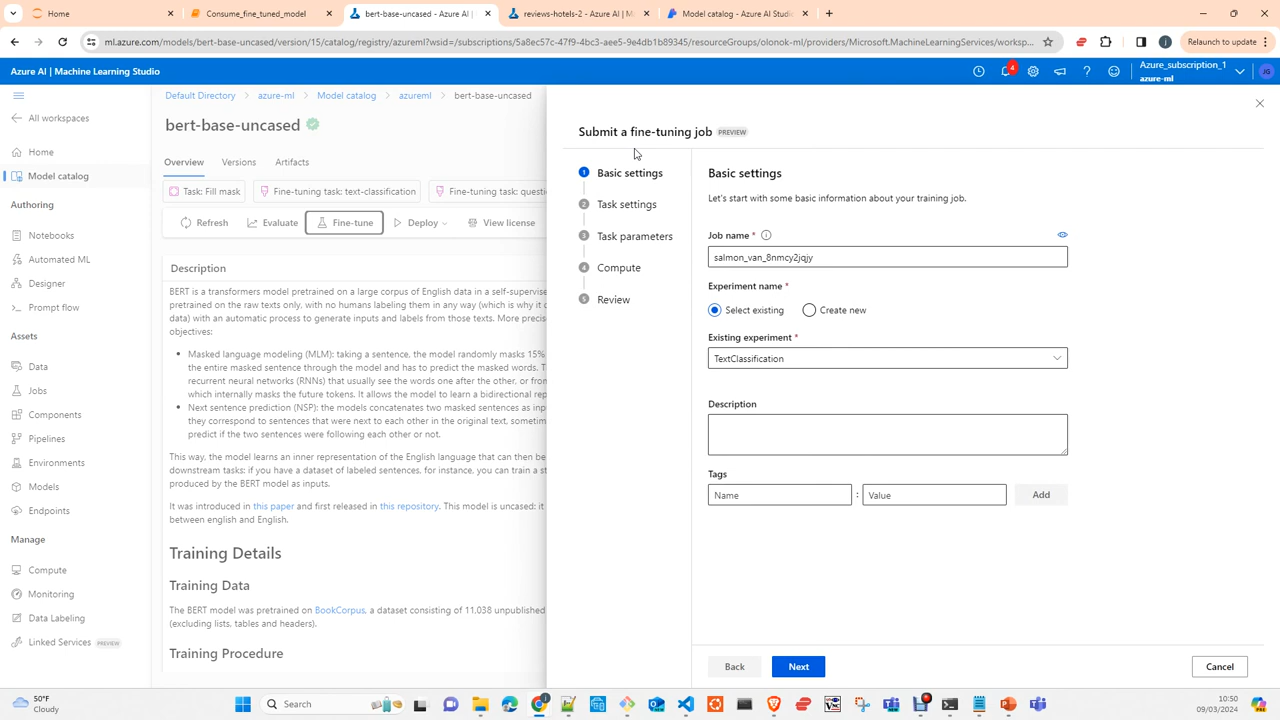 Home
Consume_fine_tuned_model
bert-base-uncased - Azure AI |
reviews-hotels-2 - Azure AI | M
Model catalog - Azure AI Studio
ml.azure.com/models/bert-base-uncased/version/15/catalog/registry/azureml?wsid=/subscriptions/5a8ec57c-47f9-4bc3-aee5-9e4db1b89345/resourceGroups/olonok-ml/providers/Microsoft.MachineLearningServices/worksp...
Relaunch to update
Azure AI | Machine Learning Studio
4
Azure_subscription_1
azure-ml
JG
All workspaces
Home
Model catalog
Authoring
Notebooks
Automated ML
Designer
Prompt flow
Assets
Data
Jobs
Components
Pipelines
Environments
Models
Endpoints
Manage
Compute
Monitoring
Data Labeling
Linked Services PREVIEW
Default Directory > azure-ml > Model catalog > azureml > bert-base-uncased
bert-base-uncased
Overview Versions Artifacts
Task: Fill mask Fine-tuning task: text-classification Fine-tuning task: questi
Refresh Evaluate Fine-tune Deploy View license
Description
BERT is a transformers model pretrained on a large corpus of English data in a self-supervise
pretrained on the raw texts only, with no humans labeling them in any way (which is why it c
data) with an automatic process to generate inputs and labels from those texts. More precis
objectives:
• Masked language modeling (MLM): taking a sentence, the model randomly masks 15%
the entire masked sentence through the model and has to predict the masked words. T
recurrent neural networks (RNNs) that usually see the words one after the other, or from
which internally masks the future tokens. It allows the model to learn a bidirectional rep
• Next sentence prediction (NSP): the models concatenates two masked sentences as inp
they correspond to sentences that were next to each other in the original text, sometim
predict if the two sentences were following each other or not.
This way, the model learns an inner representation of the English language that can then be
downstream tasks: if you have a dataset of labeled sentences, for instance, you can train a st
produced by the BERT model as inputs.
It was introduced in this paper and first released in this repository. This model is uncased: it
between english and English.
Training Details
Training Data
The BERT model was pretrained on BookCorpus, a dataset consisting of 11,038 unpublished
(excluding lists, tables and headers).
Training Procedure
Submit a fine-tuning job PREVIEW
1 Basic settings
2 Task settings
3 Task parameters
4 Compute
5 Review
Basic settings
Let's start with some basic information about your training job.
Job name *
salmon_van_8nmcy2jqjy
Experiment name *
Select existing Create new
Existing experiment *
TextClassification
Description
Tags
Name : Value Add
Back Next Cancel
50°F
Cloudy
Search
10:50
09/03/2024